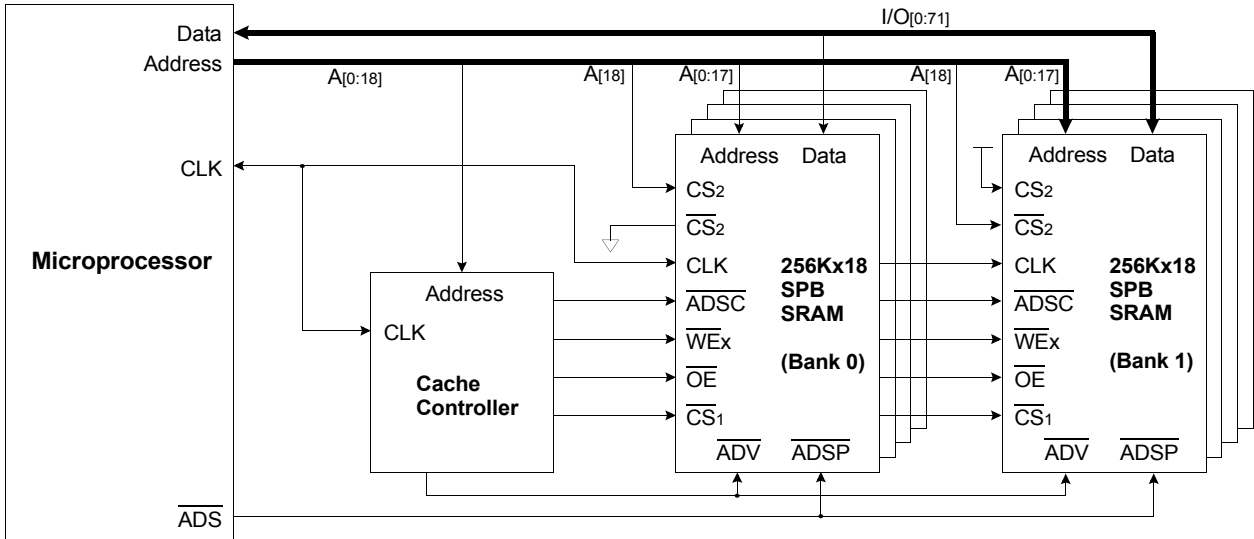 I/O[0:71]
Data
Address
A[0:18]
A[18]
A[0:17]
A[18]
A[0:17]
CLK
Microprocessor
ADS
Address
CLK
Cache
Controller
Address Data
CS2
CS2
CLK
ADSC
WEx
OE
CS1
ADV ADSP
256Kx18
SPB
SRAM
(Bank 0)
Address Data
CS2
CS2
CLK
ADSC
WEx
OE
CS1
ADV ADSP
256Kx18
SPB
SRAM
(Bank 1)